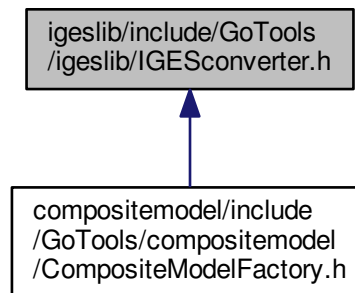 igeslib/include/GoTools
/igeslib/IGESconverter.h
compositemodel/include
/GoTools/compositemodel
/CompositeModelFactory.h